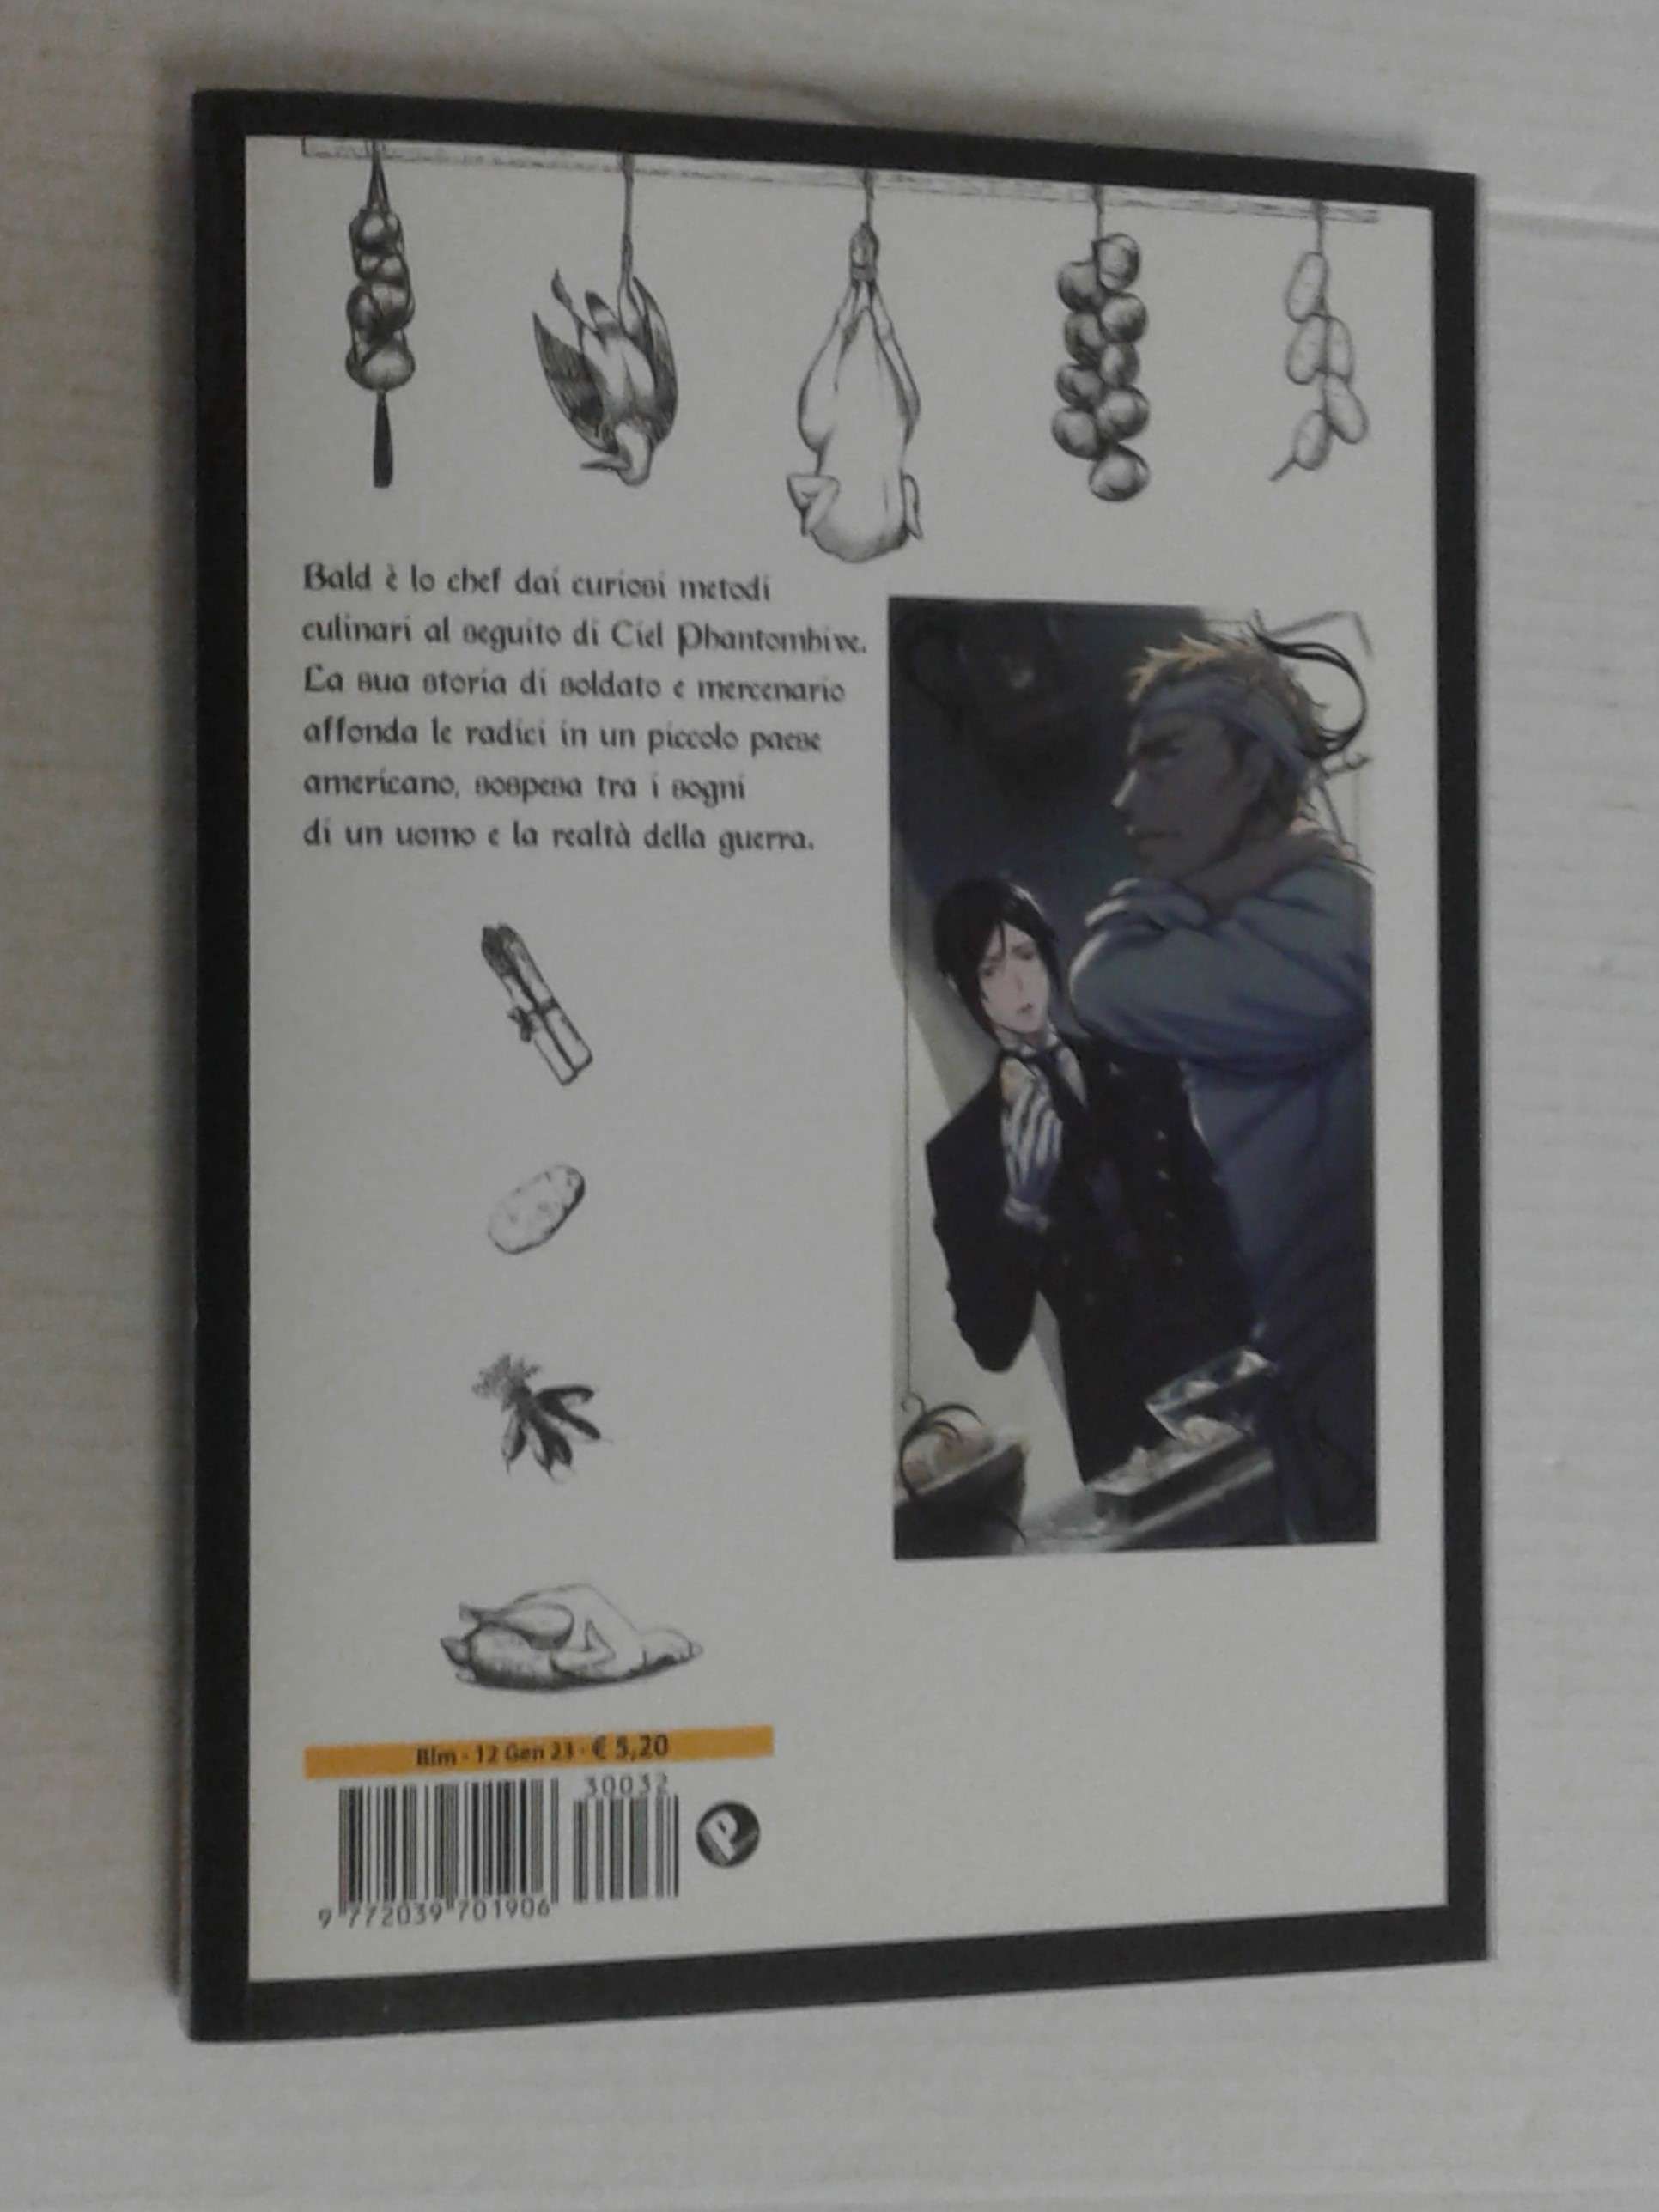 Bald è lo chef dai curiosi metodi
culinari al seguito di Ciel Phantomhive.
La sua storia di soldato e mercenario
affonda le radici in un piccolo paese
americano, sospesa tra i sogni
di un uomo e la realtà della guerra.
Blm - 12 Gen 23 - € 5,20
30032
9 772039 701906
P